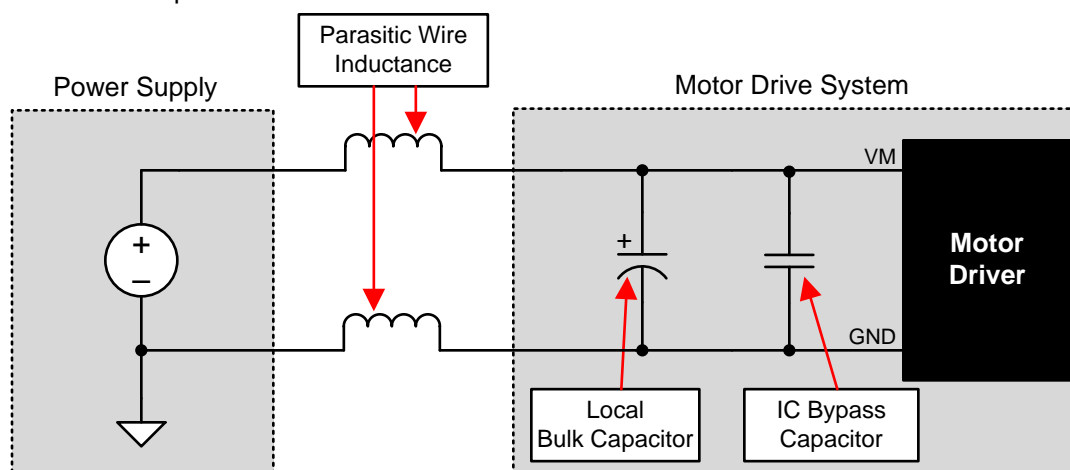 Parasitic Wire
Inductance
Power Supply
Motor Drive System
VM
+
–
+
Motor
Driver
GND
Local
Bulk Capacitor
IC Bypass
Capacitor